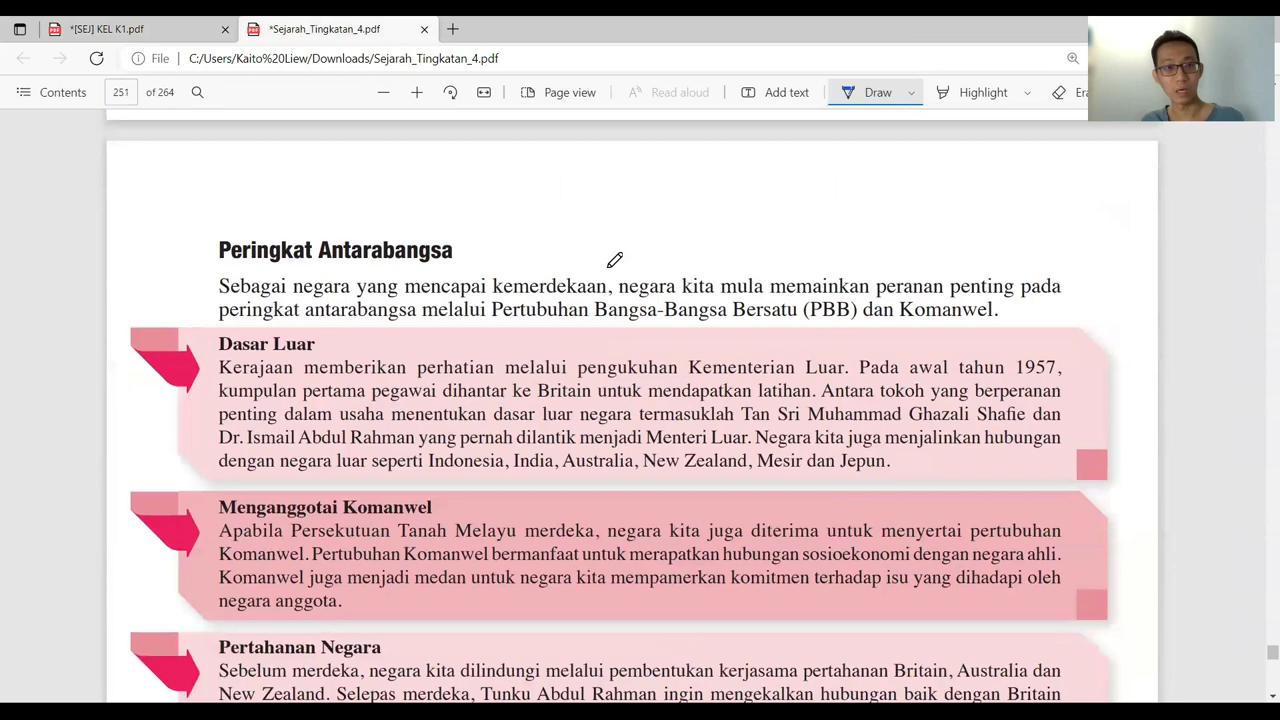 *[SEJ] KEL K1.pdf
*Sejarah_Tingkatan_4.pdf
File
C:/Users/Kaito%20Liew/Downloads/Sejarah_Tingkatan_4.pdf
Contents
251
of 264
Page view
Read aloud
Add text
Draw
Highlight
Peringkat Antarabangsa
Sebagai negara yang mencapai kemerdekaan, negara kita mula memainkan peranan penting pada
peringkat antarabangsa melalui Pertubuhan Bangsa-Bangsa Bersatu (PBB) dan Komanwel.
Dasar Luar
Kerajaan memberikan perhatian melalui pengukuhan Kementerian Luar. Pada awal tahun 1957,
kumpulan pertama pegawai dihantar ke Britain untuk mendapatkan latihan. Antara tokoh yang berperanan
penting dalam usaha menentukan dasar luar negara termasuklah Tan Sri Muhammad Ghazali Shafie dan
Dr. Ismail Abdul Rahman yang pernah dilantik menjadi Menteri Luar. Negara kita juga menjalinkan hubungan
dengan negara luar seperti Indonesia, India, Australia, New Zealand, Mesir dan Jepun.
Menganggotai Komanwel
Apabila Persekutuan Tanah Melayu merdeka, negara kita juga diterima untuk menyertai pertubuhan
Komanwel. Pertubuhan Komanwel bermanfaat untuk merapatkan hubungan sosioekonomi dengan negara ahli.
Komanwel juga menjadi medan untuk negara kita mempamerkan komitmen terhadap isu yang dihadapi oleh
negara anggota.
Pertahanan Negara
Sebelum merdeka, negara kita dilindungi melalui pembentukan kerjasama pertahanan Britain, Australia dan
New Zealand. Selepas merdeka, Tunku Abdul Rahman ingin mengekalkan hubungan baik dengan Britain